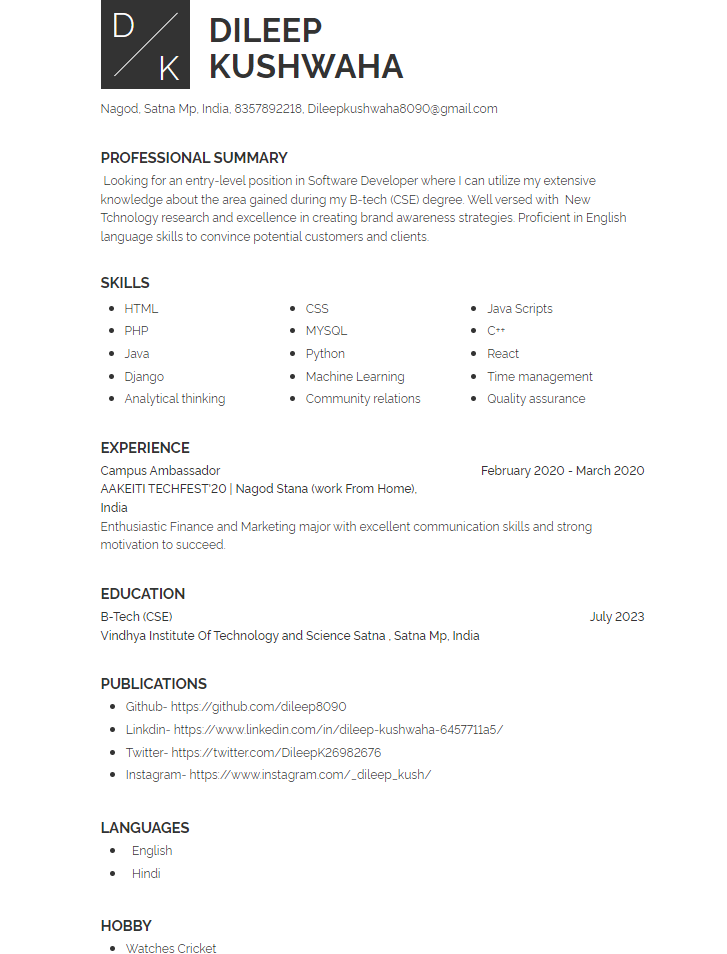 D
K
DILEEP
KUSHWAHA
Nagod, Satna Mp, India, 8357892218, Dileepkushwaha8090@gmail.com
PROFESSIONAL SUMMARY
Looking for an entry-level position in Software Developer where I can utilize my extensive
knowledge about the area gained during my B-tech (CSE) degree. Well versed with New
Tchnology research and excellence in creating brand awareness strategies. Proficient in English
language skills to convince potential customers and clients.
SKILLS
• HTML • CSS • Java Scripts
• PHP • MYSQL • C++
• Java • Python • React
• Django • Machine Learning • Time management
• Analytical thinking • Community relations • Quality assurance
EXPERIENCE
Campus Ambassador February 2020 - March 2020
AAKEITI TECHFEST'20 | Nagod Stana (work From Home),
India
Enthusiastic Finance and Marketing major with excellent communication skills and strong
motivation to succeed.
EDUCATION
B-Tech (CSE) July 2023
Vindhya Institute Of Technology and Science Satna , Satna Mp, India
PUBLICATIONS
• Github- https://github.com/dileep8090
• Linkdin- https://www.linkedin.com/in/dileep-kushwaha-6457711a5/
• Twitter- https://twitter.com/DileepK26982676
• Instagram- https://www.instagram.com/_dileep_kush/
LANGUAGES
• English
• Hindi
HOBBY
• Watches Cricket